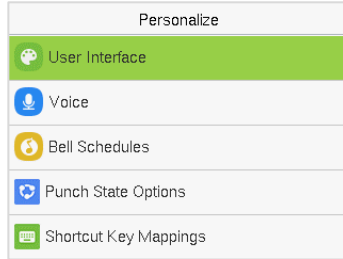 Personalize
User Interface
Voice
Bell Schedules
Punch State Options
Shortcut Key Mappings